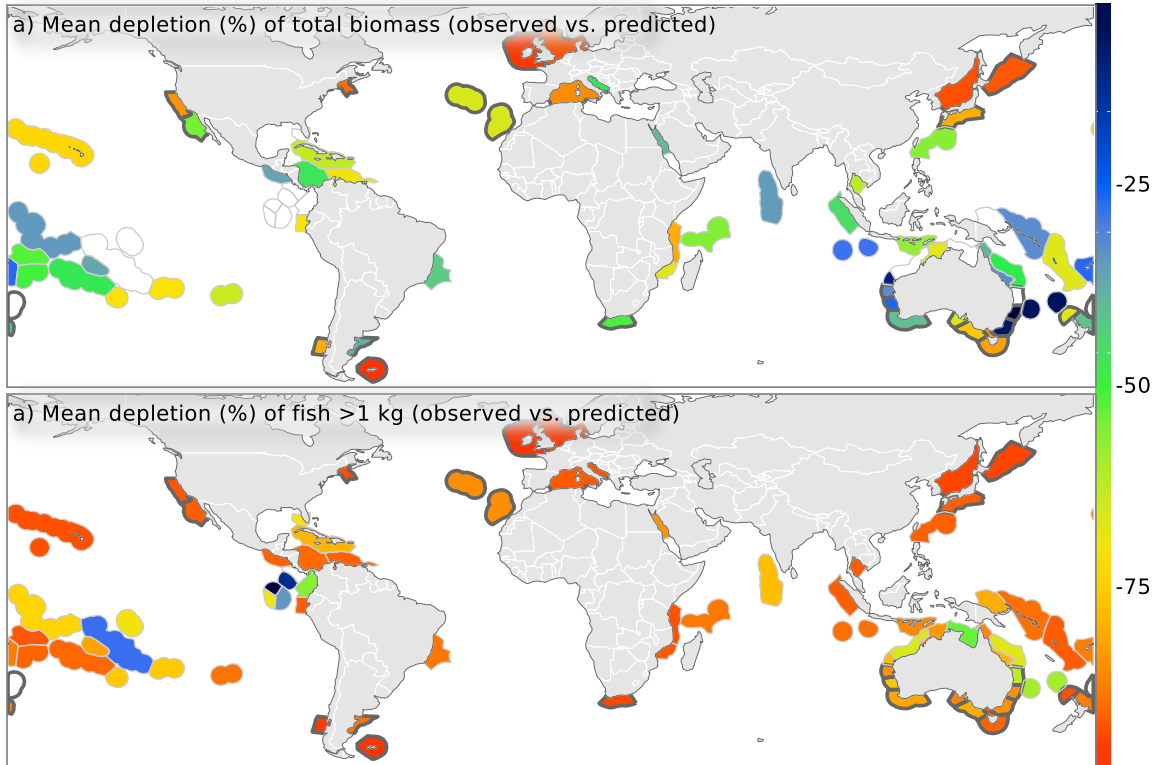 a) Mean depletion (%) of total biomass (observed vs. predicted)
-25
-50
a) Mean depletion (%) of fish >1 kg (observed vs. predicted)
-75